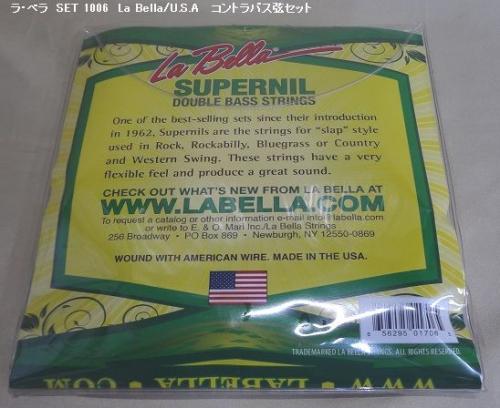 ラ・ベラ SET 1006 La Bella/U.S.A コントラバス弦セット
La Bella
SUPERNIL
DOUBLE BASS STRINGS
One of the best-selling sets since their introduction
in 1962, Supernils are the strings for "slap" style
used in Rock, Rockabilly, Bluegrass or Country
and Western Swing. These strings have a very
flexible feel and produce a great sound.
CHECK OUT WHAT'S NEW FROM LA BELLA AT
WWW.LABELLA.COM
To request a catalog or other information e-mail info@labella.com
or write to E. & O. Mari Inc./La Bella Strings
256 Broadway • PO Box 869 • Newburgh, NY 12550-0869
WOUND WITH AMERICAN WIRE. MADE IN THE USA.
56295 01706
TRADEMARKED LA BELLA STRINGS. ALL RIGHTS RESERVED.
WWW • LABELLA • COM